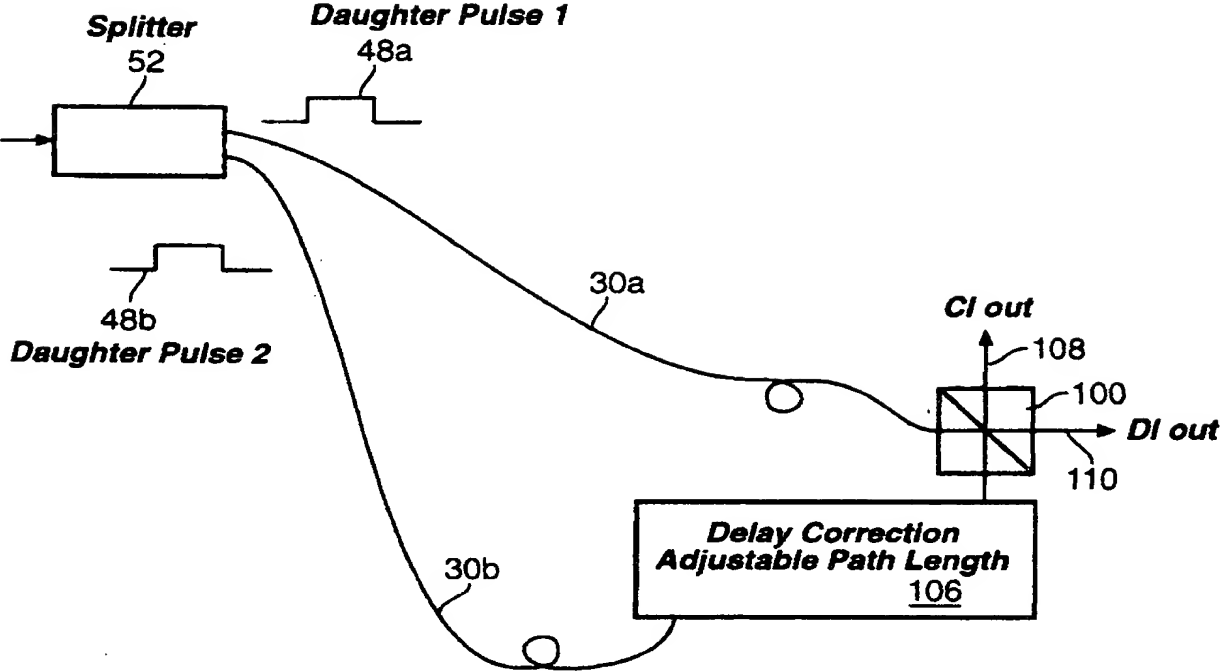 Splitter
52
Daughter Pulse 1
48a
48b
Daughter Pulse 2
30a
CI out
108
100
DI out
110
30b
Delay Correction
Adjustable Path Length
106